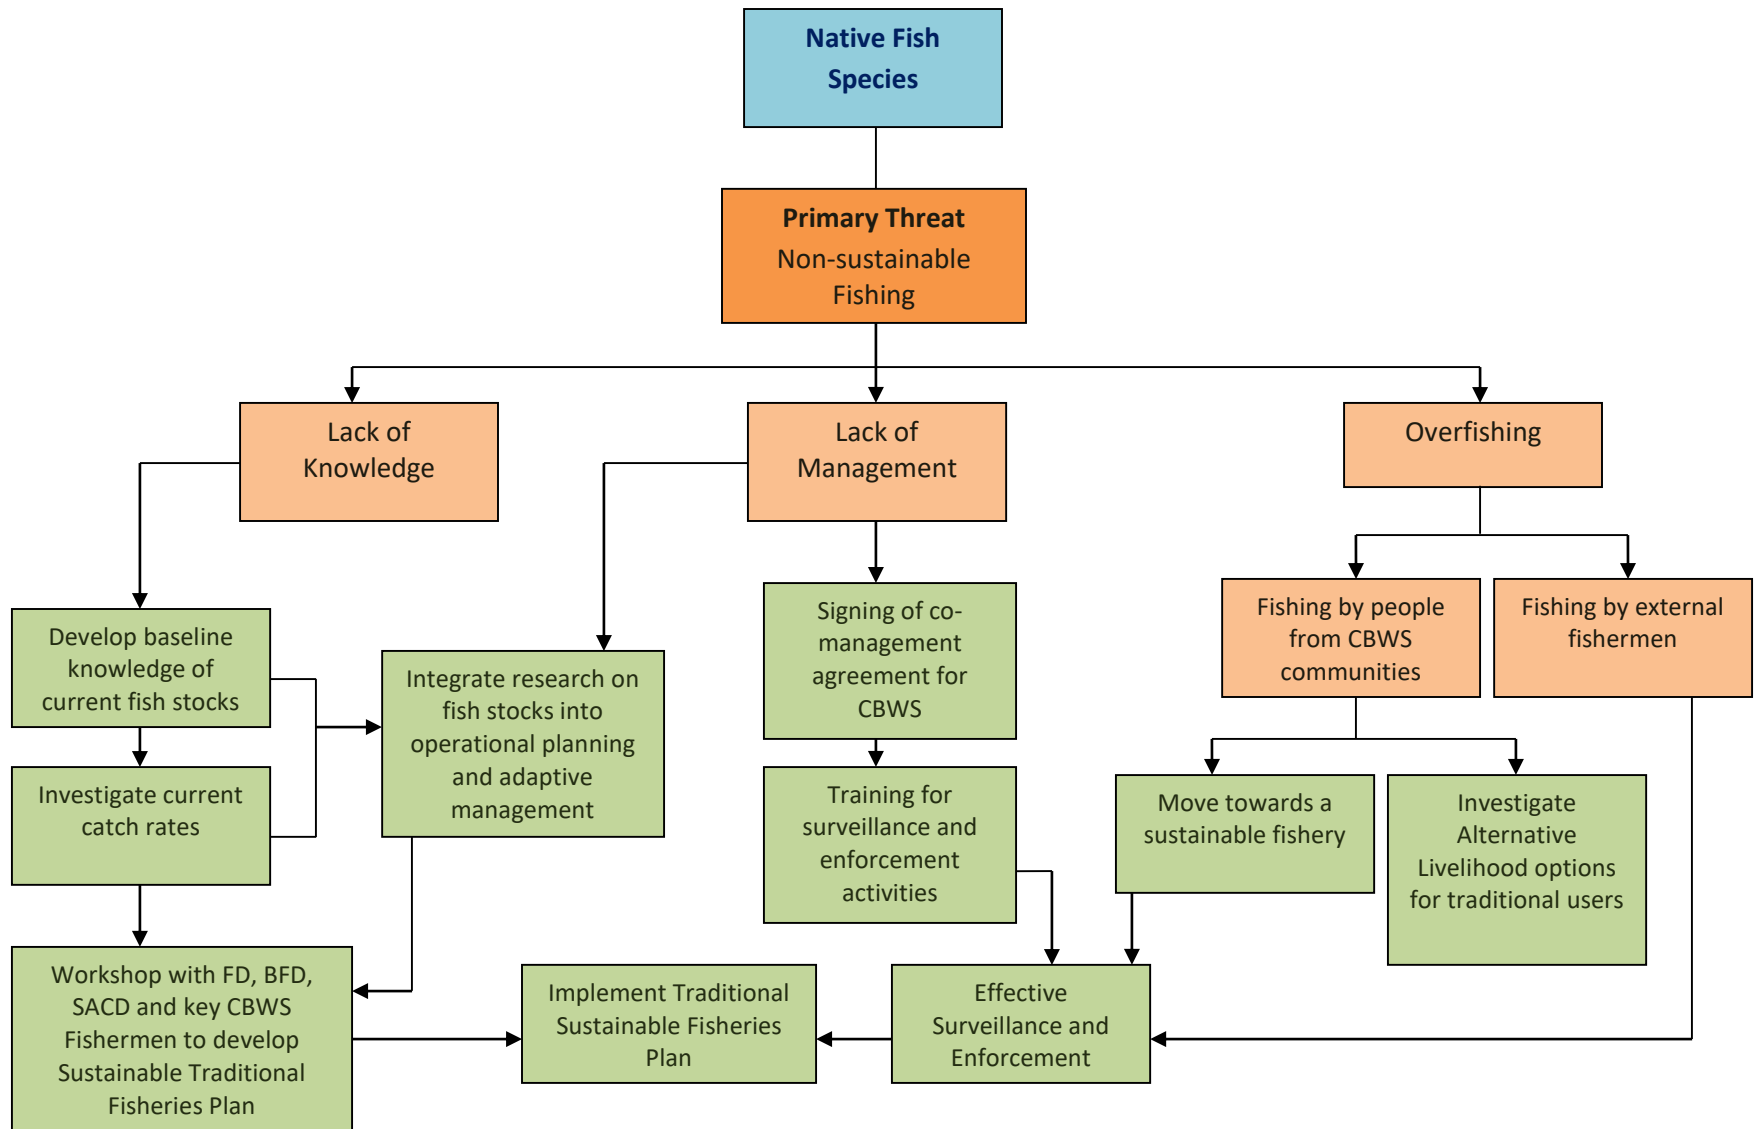 Native Fish
Species
Primary Threat
Non-sustainable
Fishing
Lack of
Knowledge
Lack of
Management
Overfishing
Fishing by people
from CBWS
communities
Fishing by external
fishermen
Develop baseline
knowledge of
current fish stocks
Integrate research on
fish stocks into
operational planning
and adaptive
management
Signing of co-
management
agreement for
CBWS
Investigate current
catch rates
Training for
surveillance and
enforcement
activities
Move towards a
sustainable fishery
Investigate
Alternative
Livelihood options
for traditional users
Workshop with FD, BFD,
SACD and key CBWS
Fishermen to develop
Sustainable Traditional
Fisheries Plan
Implement Traditional
Sustainable Fisheries
Plan
Effective
Surveillance and
Enforcement